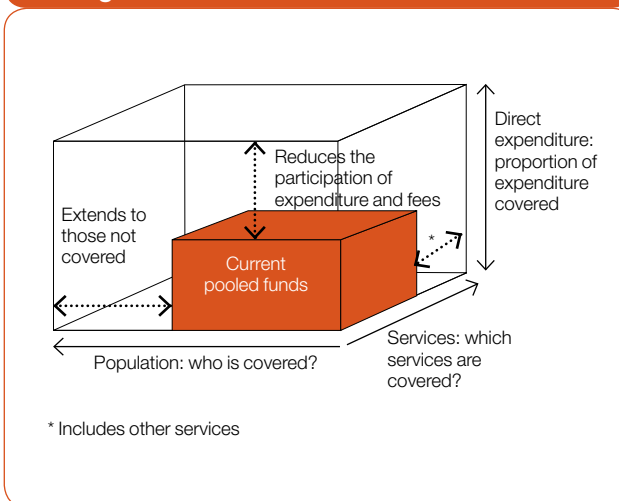 Direct
expenditure:
proportion of
expenditure
covered
Reduces the
participation of
expenditure and fees
Extends to
those not
covered
*
Current
pooled funds
Services: which
services are
covered?
Population: who is covered?
* Includes other services